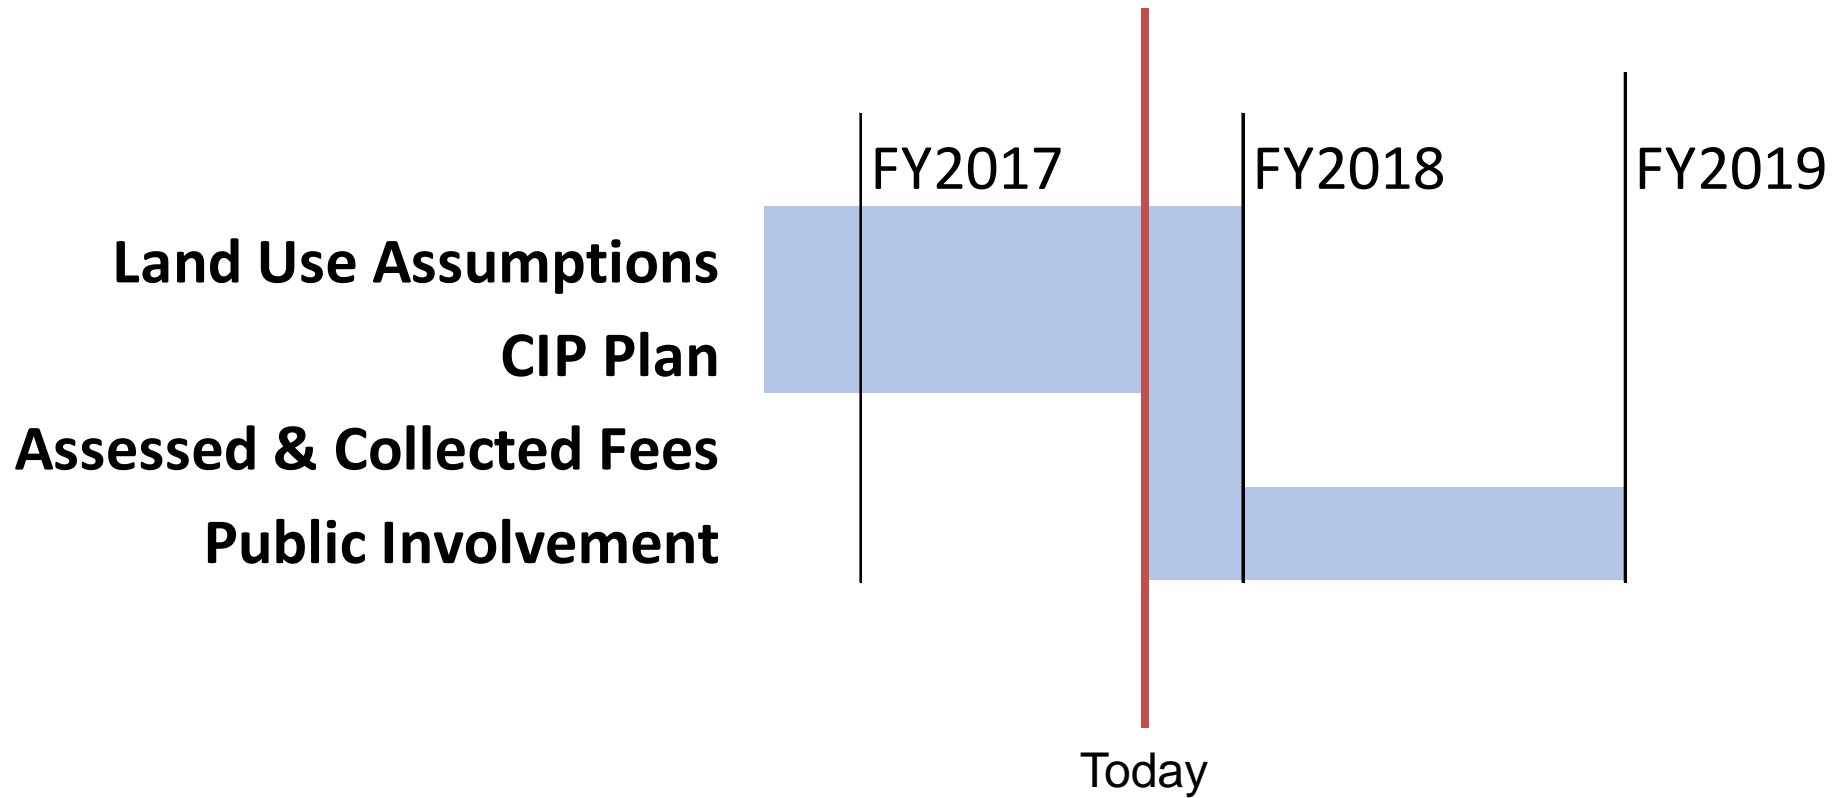 FY2017 FY2018 FY2019
Land Use Assumptions
CIP Plan
Assessed & Collected Fees
Public Involvement
Today